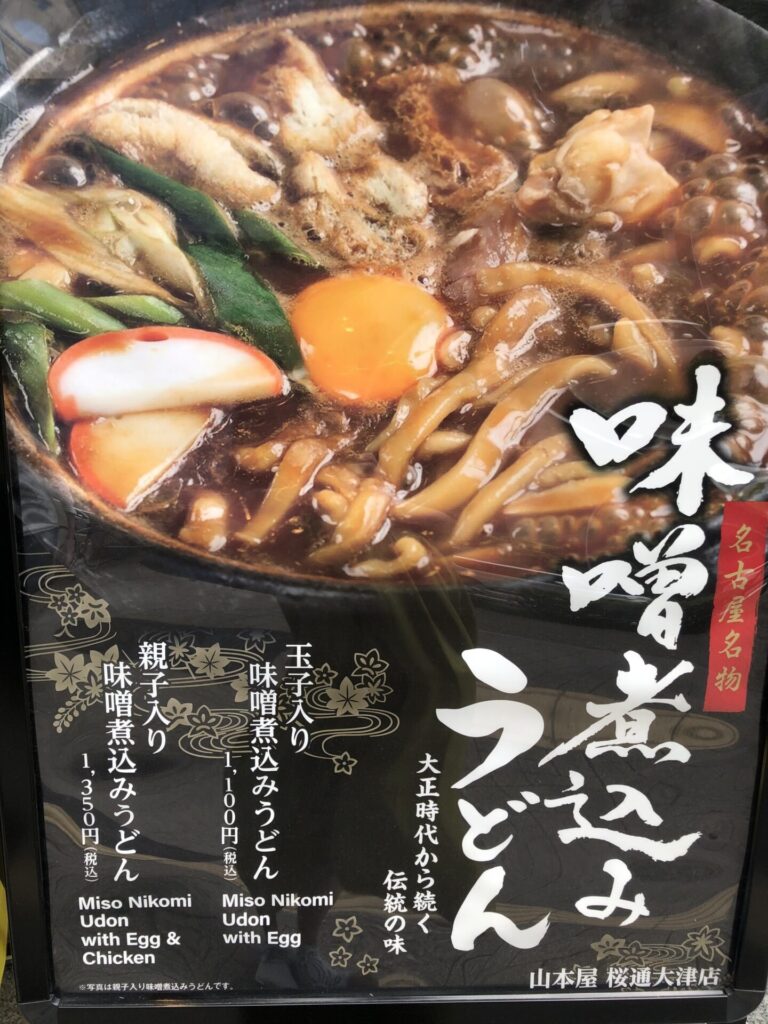 味噌煮込み
うどん
名古屋名物
大正時代から続く
伝統の味
玉子入り
味噌煮込みうどん
1,100円(税込)
Miso Nikomi
Udon
with Egg
親子入り
味噌煮込みうどん
1,350円(税込)
Miso Nikomi
Udon
with Egg &
Chicken
※写真は親子入り味噌煮込みうどんです。
山本屋 桜通大津店